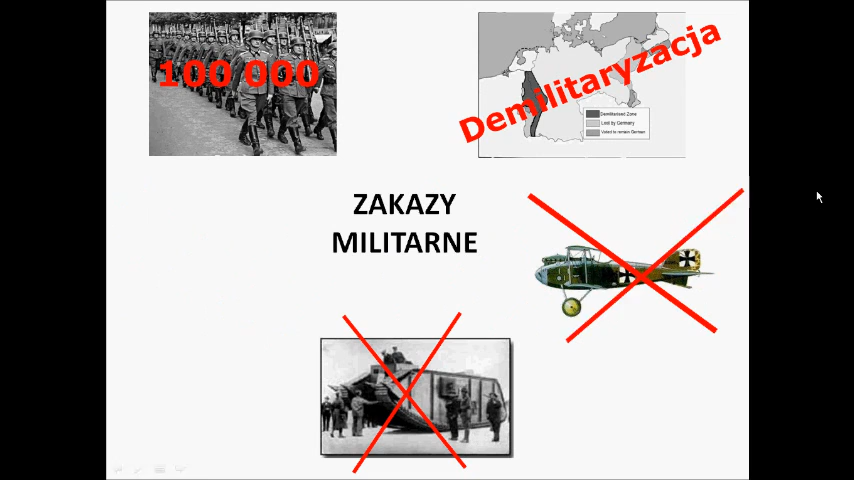 100 000
Demilitaryzacja
Demilitarized Zone
Lost by Germany
Voted to remain German
ZAKAZY
MILITARNE